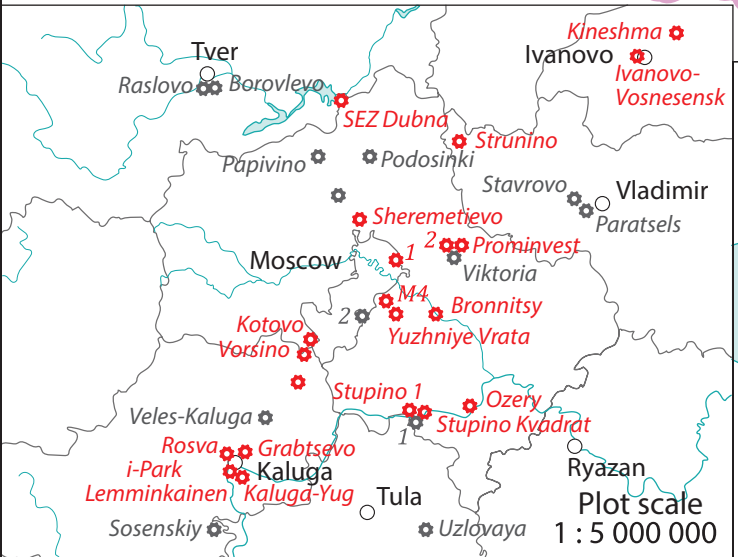 Kineshma
Tver
Ivanovo
Ivanovo-
Vosnesensk
Raslovo
Borovlevo
SEZ Dubna
Strunino
Papivino
Podosinki
Stavrovo
Vladimir
Paratsels
Sheremetievo
2
Prominvest
Moscow
1
Viktoria
M4
Bronnitsy
2
Kotovo
Yuzhniye Vrata
Vorsino
Stupino 1
Ozery
Veles-Kaluga
Stupino Kvadrat
1
Rosva
Grabtsevo
i-Park
Kaluga
Ryazan
Lemminkainen
Kaluga-Yug
Tula
Plot scale
Sosenskiy
Uzlovaya
1 : 5 000 000